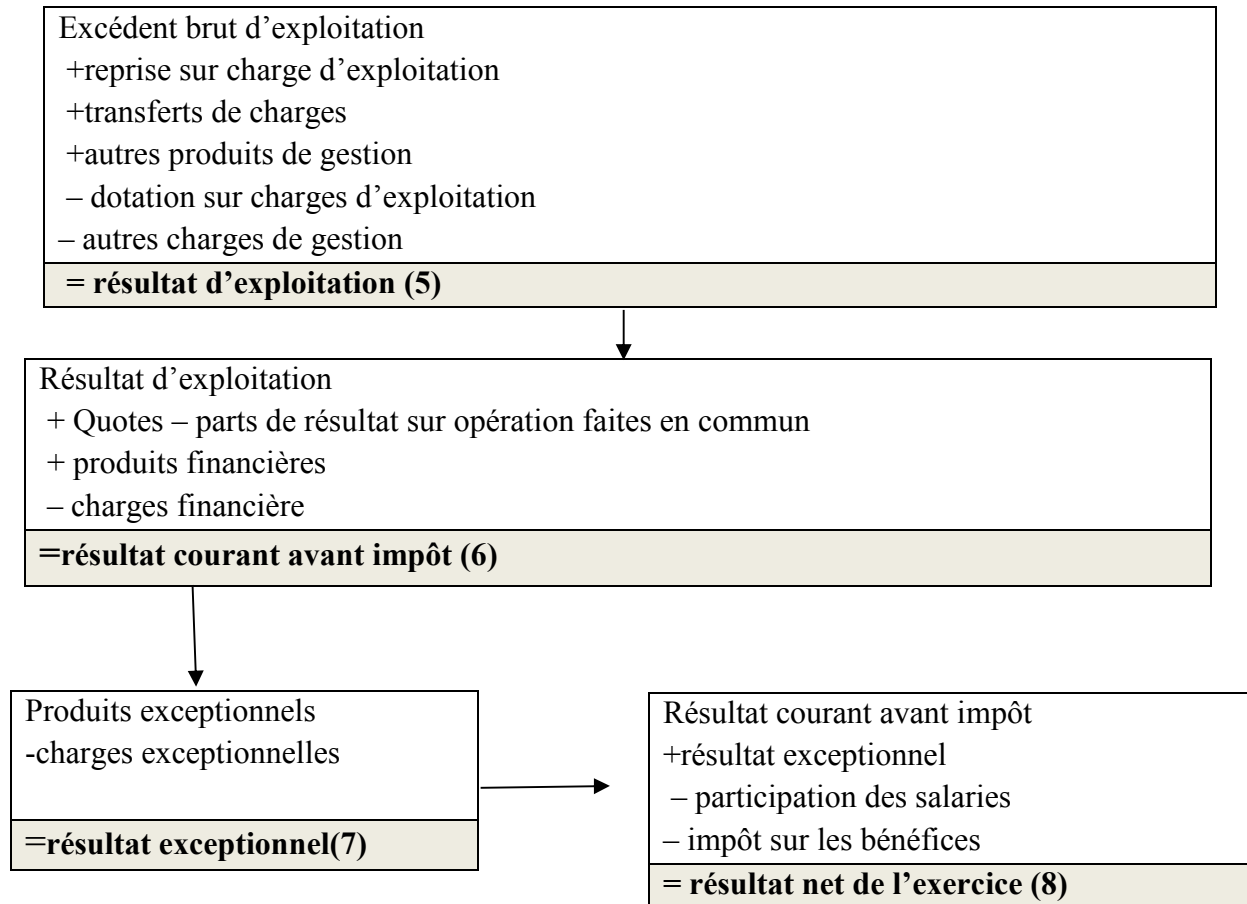 Excédent brut d’exploitation
+reprise sur charge d’exploitation
+transferts de charges
+autres produits de gestion
– dotation sur charges d’exploitation
– autres charges de gestion
= résultat d’exploitation (5)
Résultat d’exploitation
+ Quotes – parts de résultat sur opération faites en commun
+ produits financières
– charges financière
=résultat courant avant impôt (6)
Produits exceptionnels
-charges exceptionnelles
=résultat exceptionnel(7)
Résultat courant avant impôt
+résultat exceptionnel
– participation des salaries
– impôt sur les bénéfices
= résultat net de l’exercice (8)